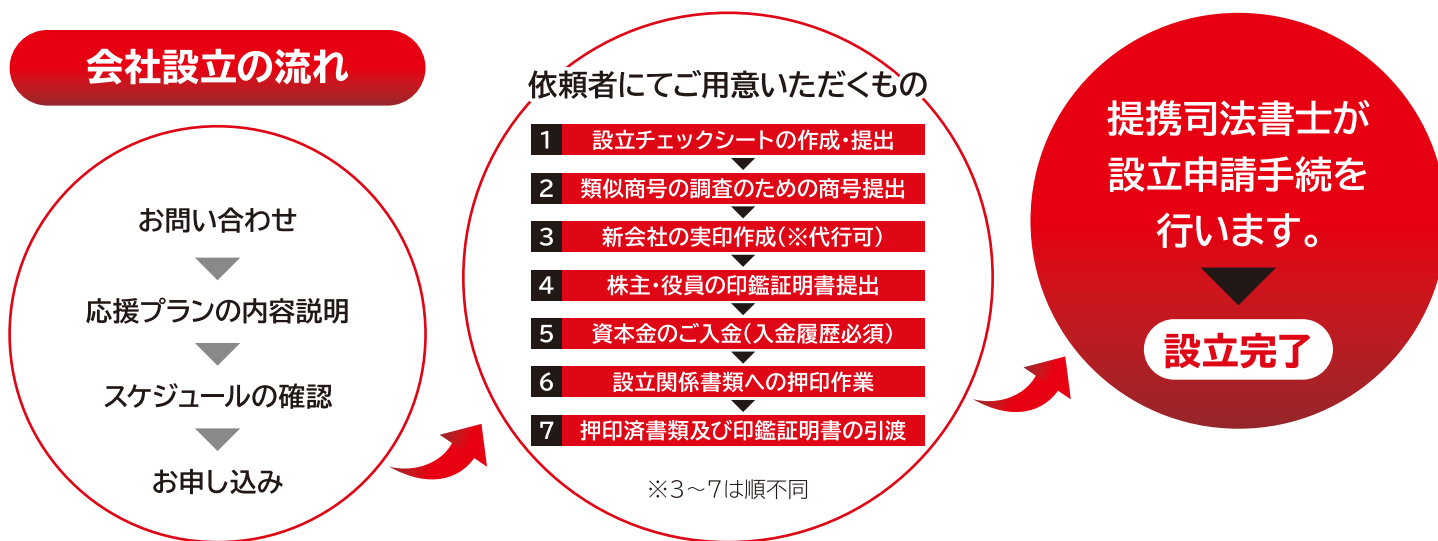 会社設立の流れ
お問い合わせ
応援プランの内容説明
スケジュールの確認
お申し込み
依頼者にてご用意いただくもの
1 設立チェックシートの作成・提出
2 類似商号の調査のための商号提出
3 新会社の実印作成(※代行可)
4 株主・役員の印鑑証明書提出
5 資本金のご入金(入金履歴必須)
6 設立関係書類への押印作業
7 押印済書類及び印鑑証明書の引渡
※3～7は順不同
提携司法書士が
設立申請手続を
行います。
設立完了